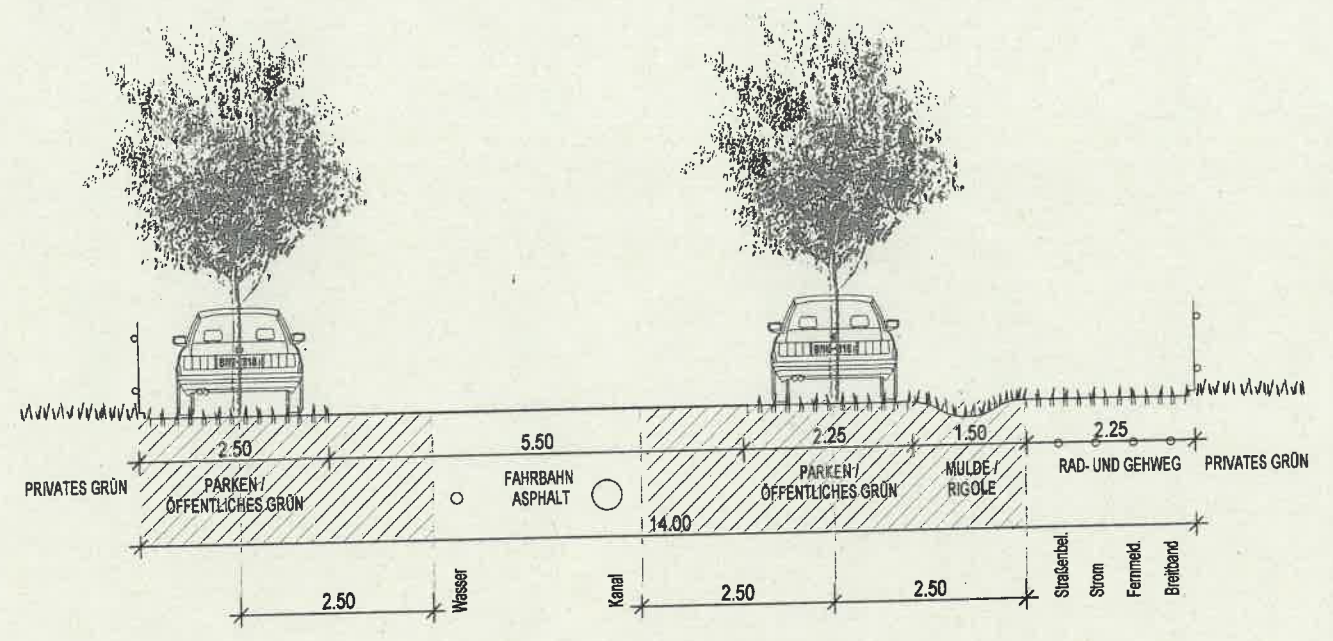 2.50
5.50
2.25
1.50
2.25
PRIVATES GRÜN
PARKEN /
ÖFFENTLICHES GRÜN
FAHRBAHN
ASPHALT
PARKEN /
ÖFFENTLICHES GRÜN
MULDE /
RIGOLE
RAD- UND GEHWEG
PRIVATES GRÜN
14.00
Wasser
Kanal
Straßenbel.
Strom
Fernmeld.
Breitband
2.50
2.50
2.50